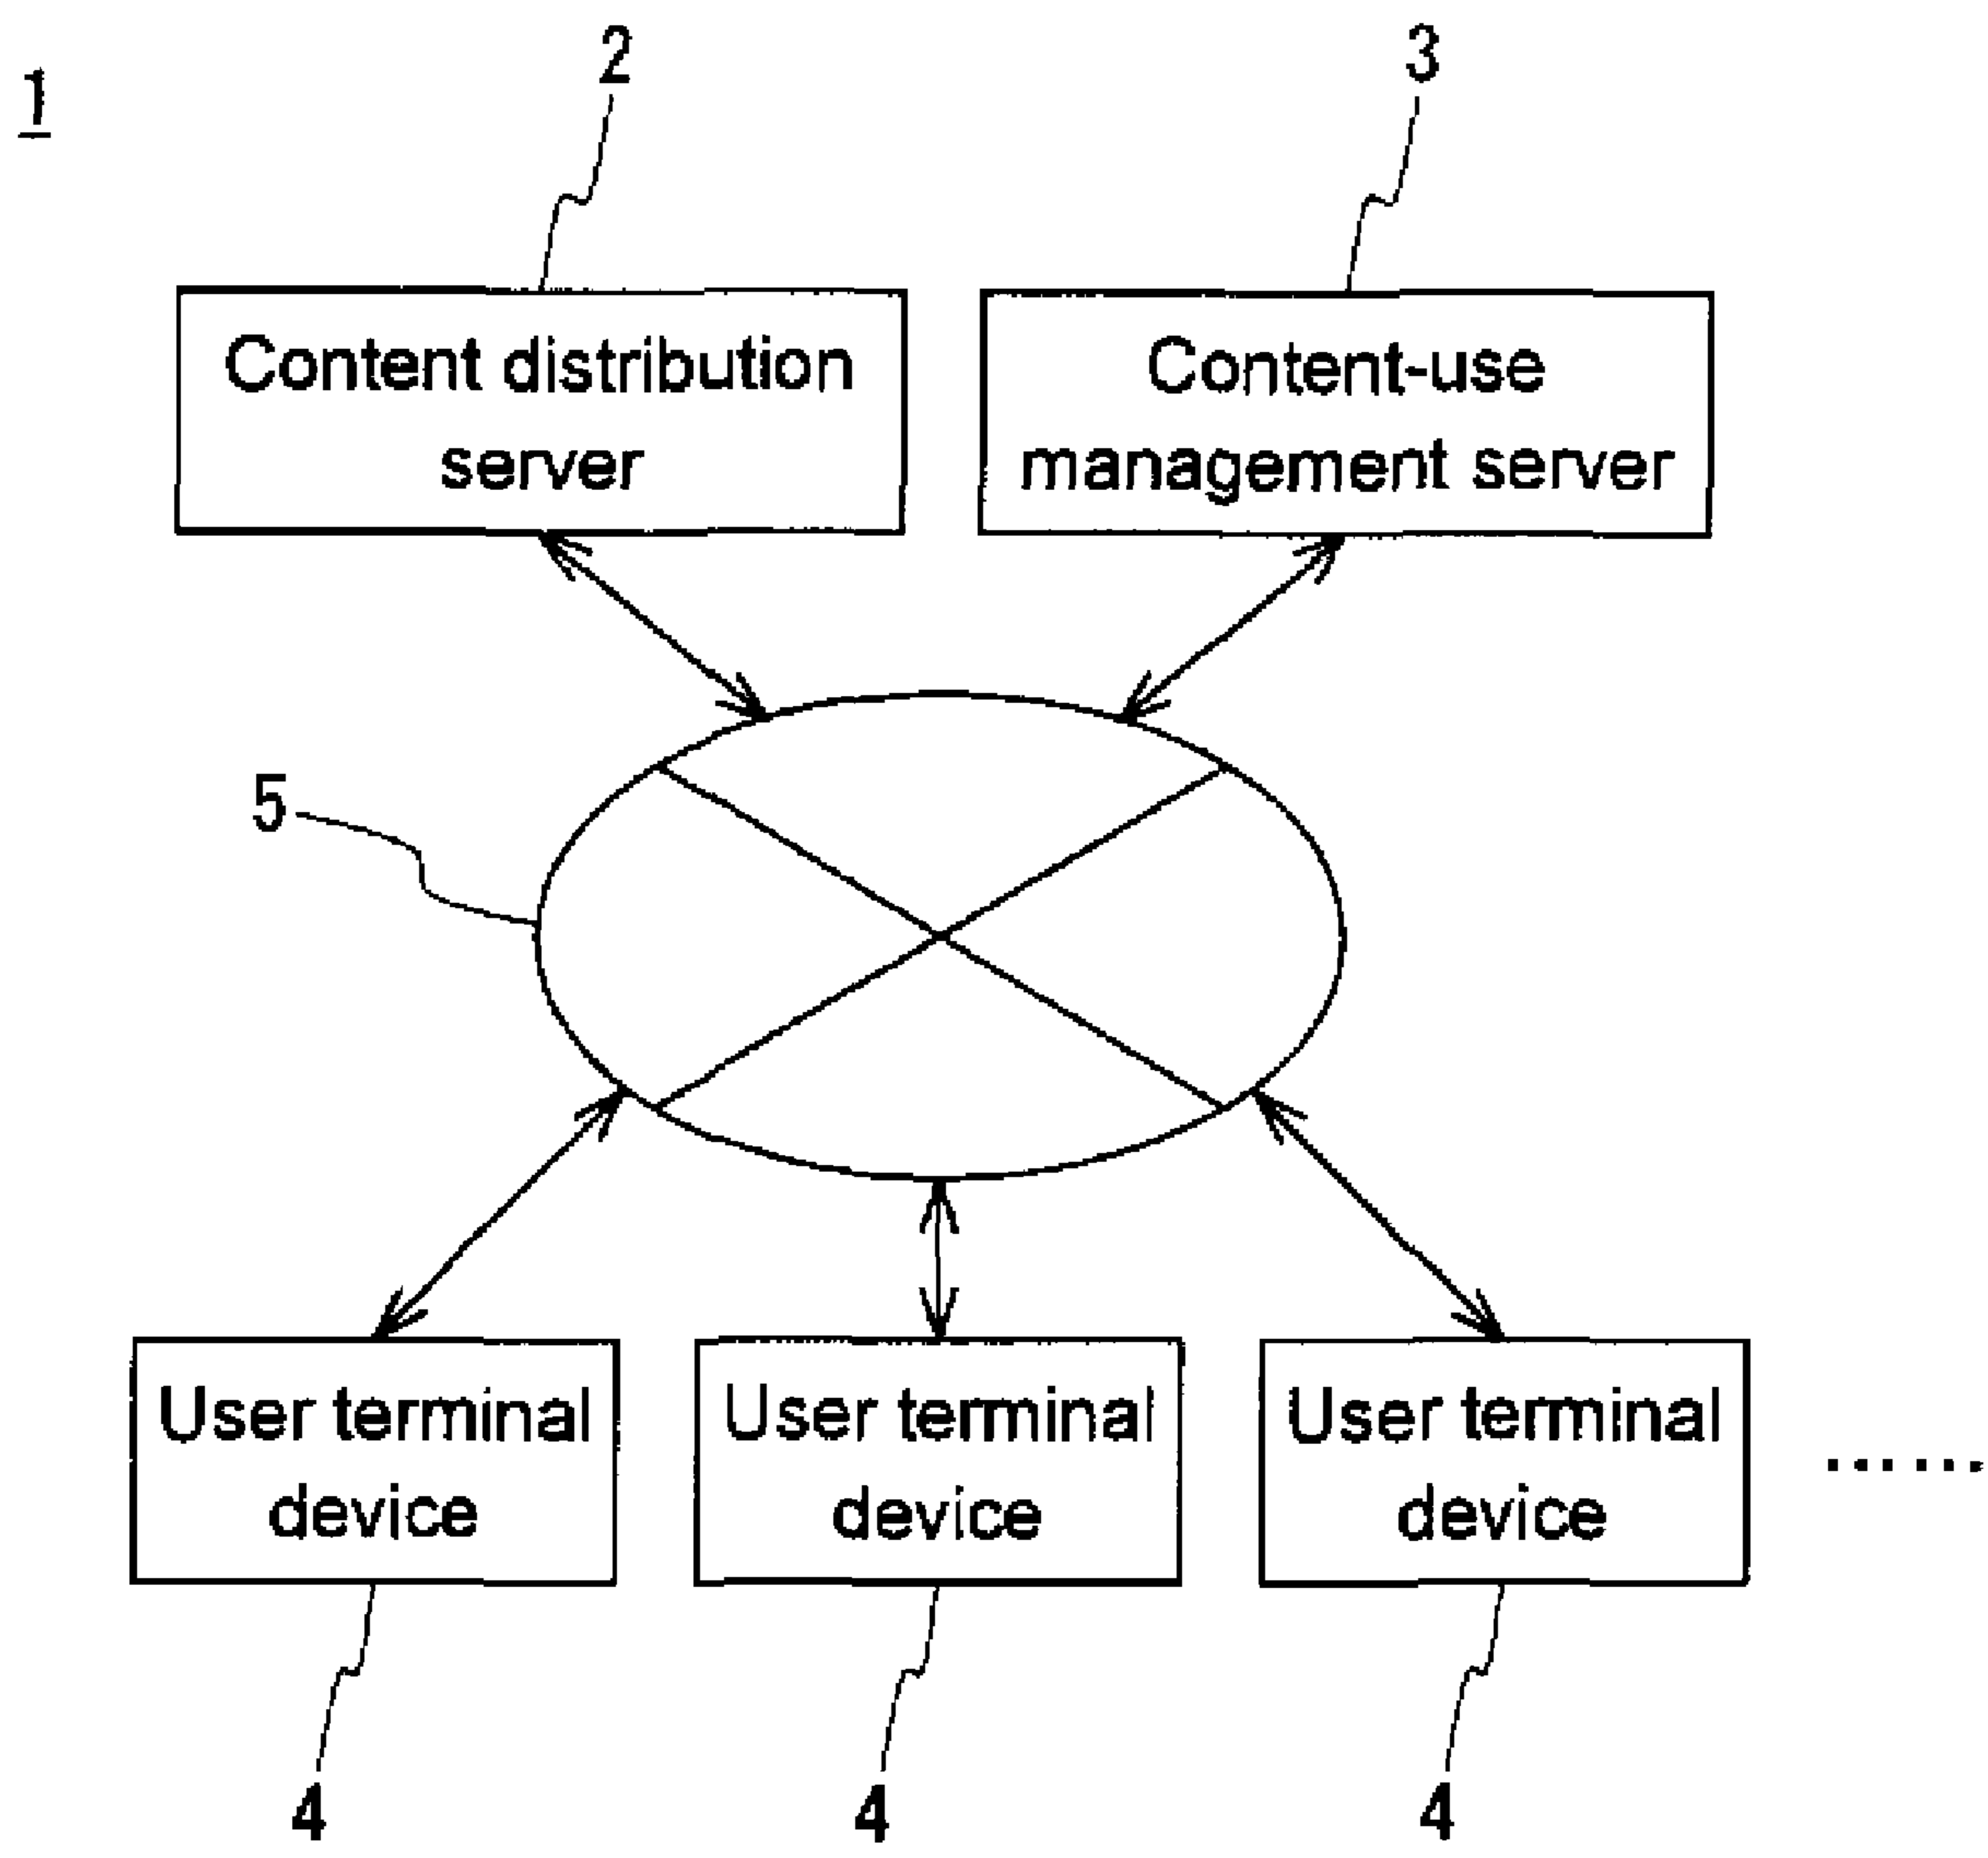 1
2
3
Content distribution
server
Content-use
management server
5
User terminal
device
User terminal
device
User terminal
device
......
4
4
4